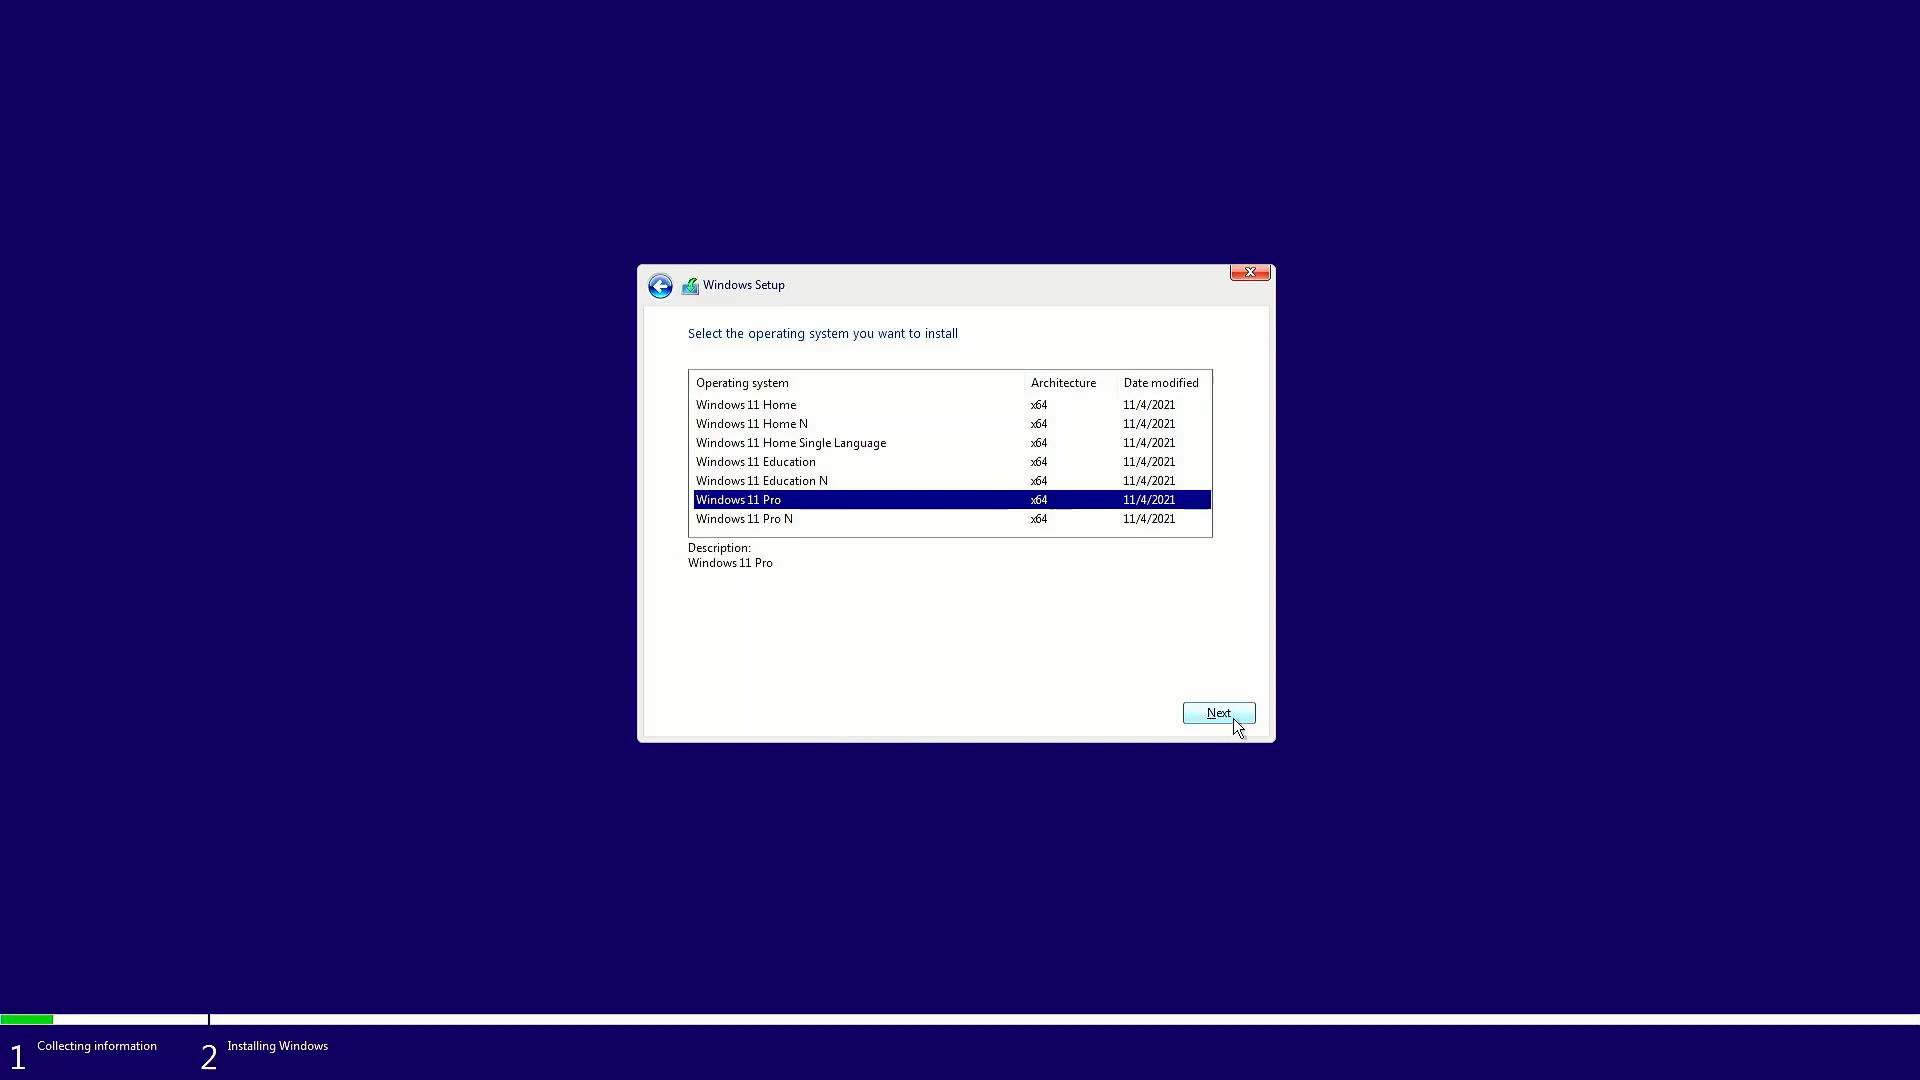 Windows Setup
Select the operating system you want to install
Operating system Architecture Date modified
Windows 11 Home x64 11/4/2021
Windows 11 Home N x64 11/4/2021
Windows 11 Home Single Language x64 11/4/2021
Windows 11 Education x64 11/4/2021
Windows 11 Education N x64 11/4/2021
Windows 11 Pro x64 11/4/2021
Windows 11 Pro N x64 11/4/2021
Description:
Windows 11 Pro
Next
1 Collecting information 2 Installing Windows